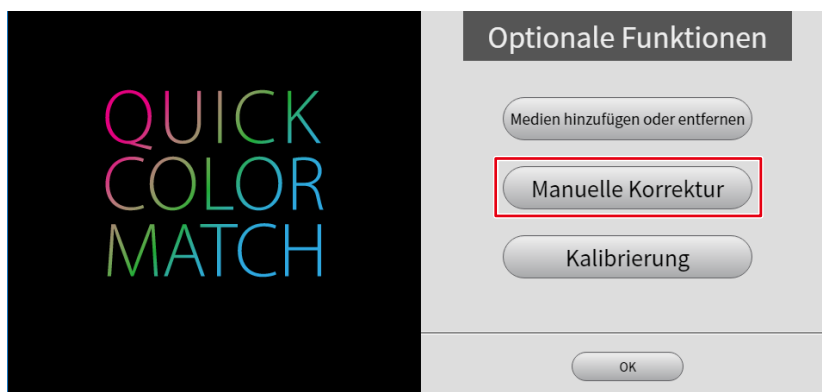 QUICK
COLOR
MATCH
Optionale Funktionen
Medien hinzufügen oder entfernen
Manuelle Korrektur
Kalibrierung
OK